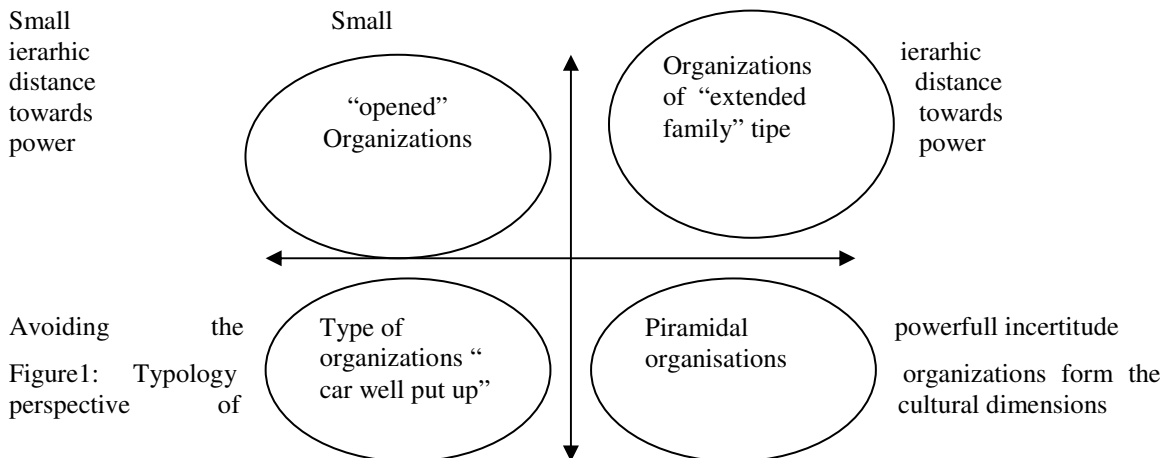 Small
ierarhic
distance
towards
power
Small
“opened”
Organizations
Organizations
of “extended
family” tipe
ierarhic
distance
towards
power
Avoiding the
Type of
organizations “
car well put up”
Piramidal
organisations
powerfull incertitude
Figure1: Typology organizations form the
perspective of cultural dimensions